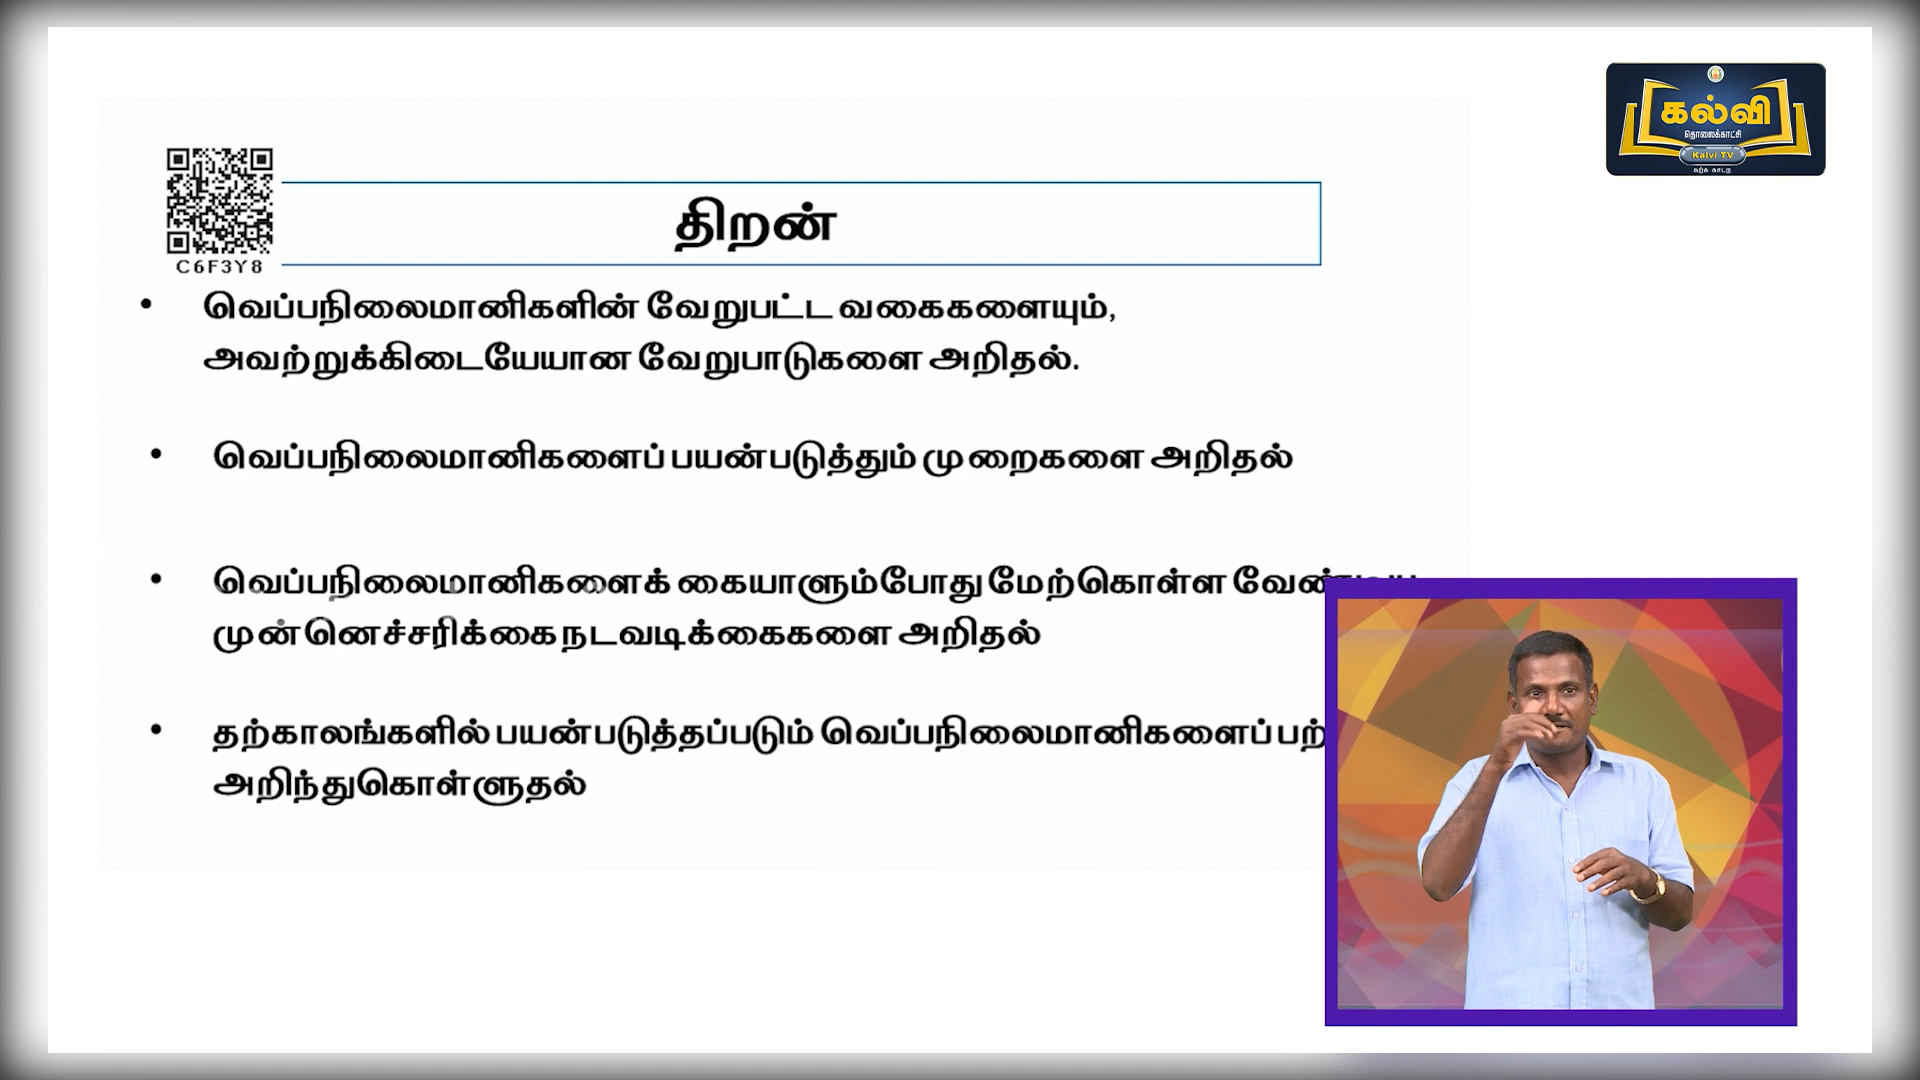 கல்வி
தொலைக்காட்சி
Kalvi TV
கற்க கசடற
C6F3Y8
திறன்
• வெப்பநிலைமானிகளின் வேறுபட்ட வகைகளையும்,
அவற்றுக்கிடையேயான வேறுபாடுகளை அறிதல்.
• வெப்பநிலைமானிகளைப் பயன்படுத்தும் முறைகளை அறிதல்
• வெப்பநிலைமானிகளைக் கையாளும்போது மேற்கொள்ள
முன்னெச்சரிக்கை நடவடிக்கைகளை அறிதல்
• தற்காலங்களில் பயன்படுத்தப்படும் வெப்பநிலைமானிகளைப்
அறிந்துகொள்ளுதல்